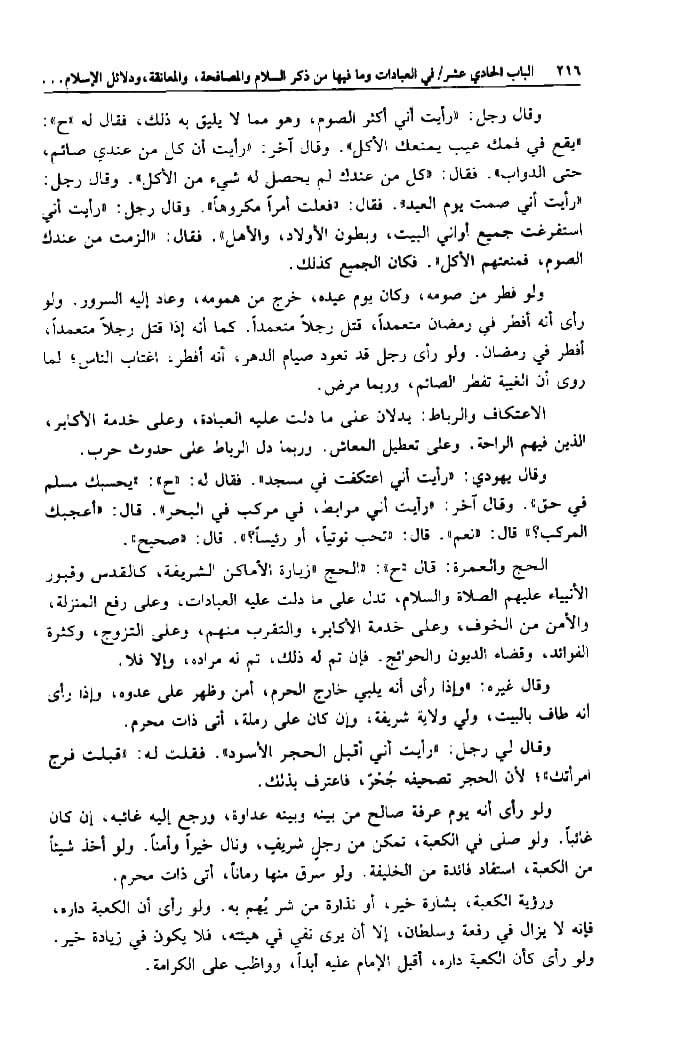 ٢١٦ الباب الحادي عشر/ في العبادات وما فيها من ذكر السلام والمصافحة، والمعانقة، ودلائل الإسلام...
وقال رجل: «رأيت أني أكثر الصوم، وهو مما لا يليق به ذلك، فقال له «ح»:
«يقع في فمك عيب يمنعك الأكل». وقال آخر: «رأيت أن كل من عندي صائم،
حتى الدواب». فقال: «كل من عندك لم يحصل له شيء من الأكل». وقال رجل:
«رأيت أني صمت يوم العيد». فقال: «فعلت أمراً مكروهاً». وقال رجل: «رأيت أني
استفرغت جميع أواني البيت، وبطون الأولاد، والأهل». فقال: «الزمت من عندك
الصوم، فمنعتهم الأكل». فكان الجميع كذلك.
ولو فطر من صومه، وكان يوم عيده، خرج من همومه، وعاد إليه السرور. ولو
رأى أنه أفطر في رمضان متعمداً، قتل رجلاً متعمداً. كما أنه إذا قتل رجلاً متعمداً،
أفطر في رمضان. ولو رأى رجل قد تعود صيام الدهر، أنه أفطر، اغتاب الناس؛ لما
روى أن الغيبة تفطر الصائم، وربما مرض.
الاعتكاف والرباط: يدلان على ما دلت عليه العبادة، وعلى خدمة الأكابر،
الذين فيهم الراحة. وعلى تعطيل المعاش. وربما دل الرباط على حدوث حرب.
وقال يهودي: «رأيت أني اعتكفت في مسجد». فقال له: «ح»: «يحسبك مسلم
في حق». وقال آخر: «رأيت أني مرابط، في مركب في البحر». قال: «أعجبك
المركب؟» قال: «نعم». قال: «تحب نوتياً، أو رئيساً؟». قال: «صحيح».
الحج والعمرة: قال «ح»: «الحج «زيارة الأماكن الشريفة، كالقدس وقبور
الأنبياء عليهم الصلاة والسلام، تدل على ما دلت عليه العبادات، وعلى رفع المنزلة،
والأمن من الخوف، وعلى خدمة الأكابر، والتقرب منهم، وعلى التزوج، وكثرة
الفوائد، وقضاء الديون والحوائج. فإن تم له ذلك، تم له مراده، وإلا فلا.
وقال غيره: «وإذا رأى أنه يلبي خارج الحرم، أمن وظهر على عدوه، وإذا رأى
أنه طاف بالبيت، ولي ولاية شريفة، وإن كان على رملة، أتى ذات محرم.
وقال لي رجل: «رأيت أني أقبل الحجر الأسود». فقلت له: «قبلت فرج
امرأتك»؛ لأن الحجر تصحيفه جُحْرٌ، فاعترف بذلك.
ولو رأى أنه يوم عرفة صالح من بينه وبينه عداوة، ورجع إليه غائبه، إن كان
غائباً. ولو صلى في الكعبة، تمكن من رجلٍ شريفٍ، ونال خيراً وأمناً. ولو أخذ شيئاً
من الكعبة، استفاد فائدة من الخليفة. ولو سرق منها رماناً، أتى ذات محرم.
ورؤية الكعبة، بشارة خير، أو نذارة من شر يُهم به. ولو رأى أن الكعبة داره،
فإنه لا يزال في رفعة وسلطان، إلا أن يرى نفي في هيئته، فلا يكون في زيادة خير.
ولو رأى كأن الكعبة داره، أقبل الإمام عليه أبداً، وواظب على الكرامة.